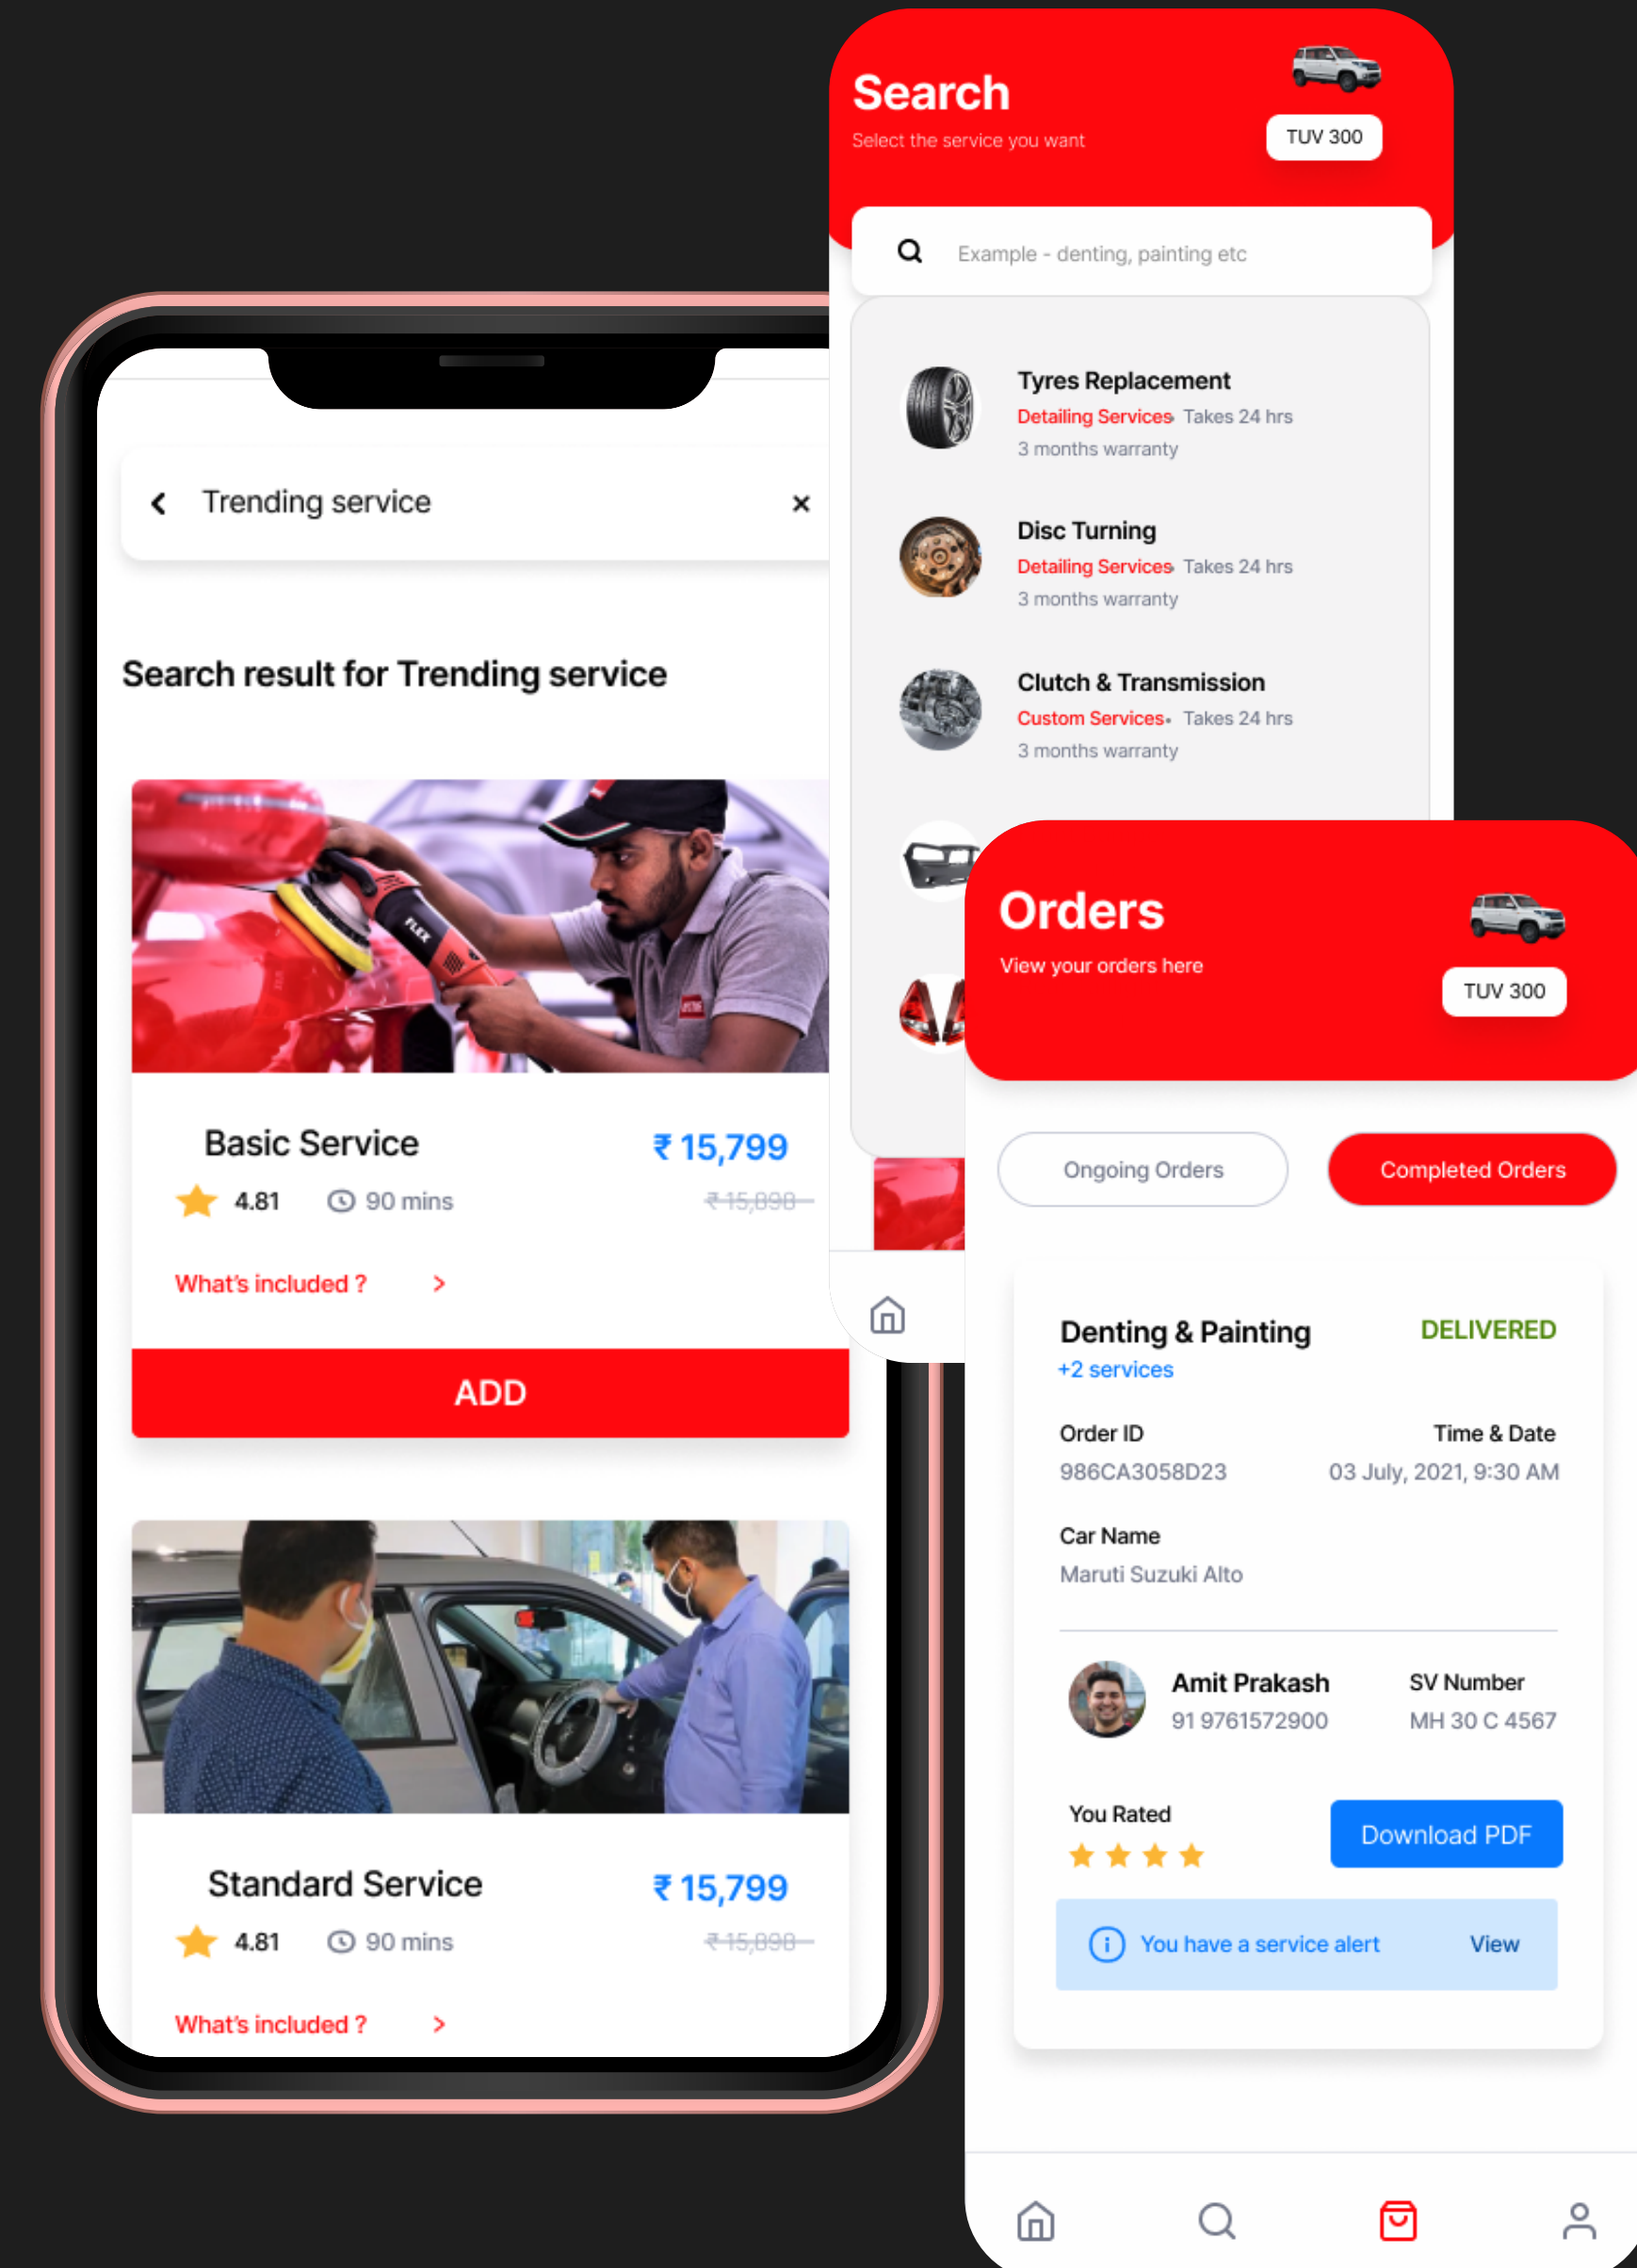 Search
TUV 300
Select the service you want
Example - denting, painting etc
Tyres Replacement
Detailing Services• Takes 24 hrs
3 months warranty
Disc Turning
Detailing Services• Takes 24 hrs
3 months warranty
Clutch & Transmission
Custom Services• Takes 24 hrs
3 months warranty
Trending service
Search result for Trending service
FLEX
Basic Service
₹ 15,799
4.81
90 mins
₹ 15,898
What's included ?
ADD
Standard Service
₹ 15,799
4.81
90 mins
₹ 15,898
What's included ?
Orders
View your orders here
TUV 300
Ongoing Orders
Completed Orders
Denting & Painting
DELIVERED
+2 services
Order ID
Time & Date
986CA3058D23
03 July, 2021, 9:30 AM
Car Name
Maruti Suzuki Alto
Amit Prakash
SV Number
91 9761572900
MH 30 C 4567
You Rated
Download PDF
You have a service alert
View